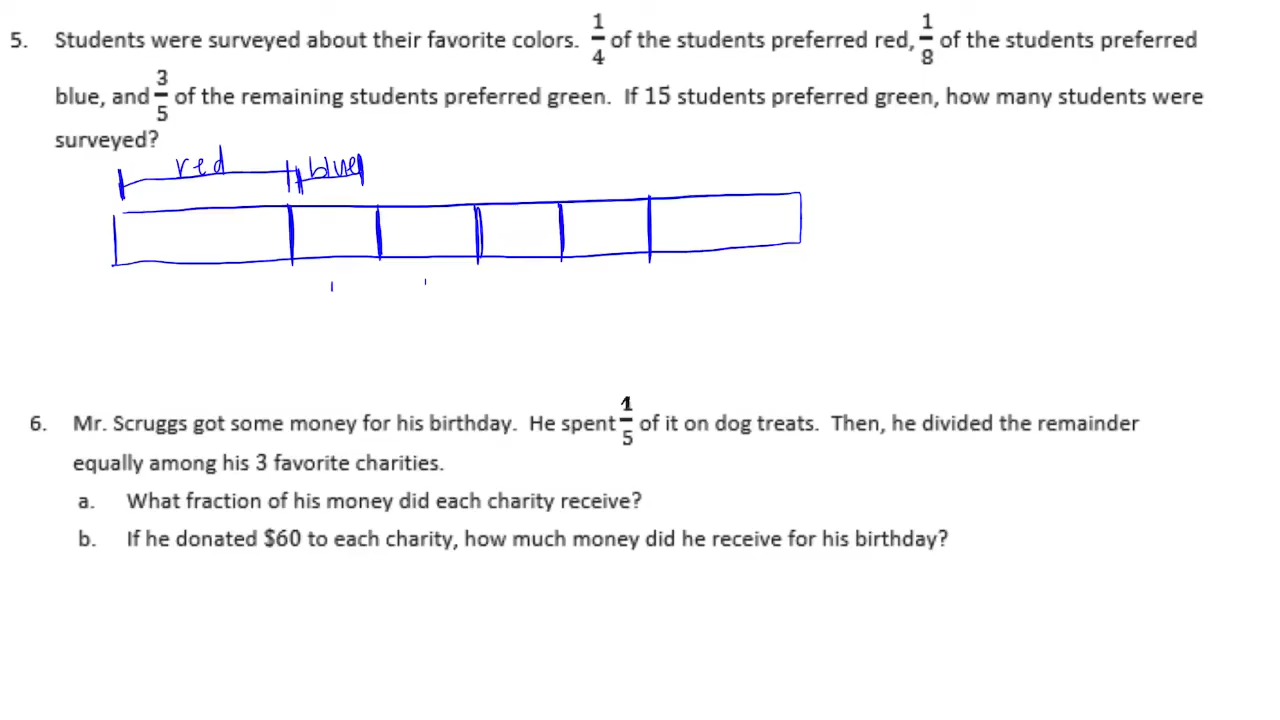 5. Students were surveyed about their favorite colors. 1/4 of the students preferred red, 1/8 of the students preferred
blue, and 3/5 of the remaining students preferred green. If 15 students preferred green, how many students were
surveyed?
red blue
6. Mr. Scruggs got some money for his birthday. He spent 1/5 of it on dog treats. Then, he divided the remainder
equally among his 3 favorite charities.
a. What fraction of his money did each charity receive?
b. If he donated $60 to each charity, how much money did he receive for his birthday?